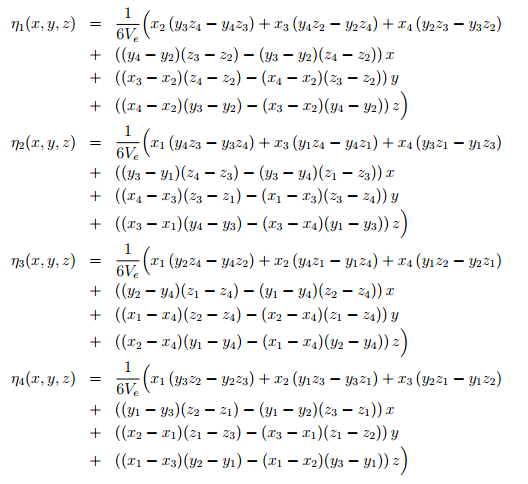 η₁(x, y, z) = 1/6Vₑ (x₂ (y₃z₄ − y₄z₃) + x₃ (y₄z₂ − y₂z₄) + x₄ (y₂z₃ − y₃z₂)
+ ((y₄ − y₂)(z₃ − z₂) − (y₃ − y₂)(z₄ − z₂)) x
+ ((x₃ − x₂)(z₄ − z₂) − (x₄ − x₂)(z₃ − z₂)) y
+ ((x₄ − x₂)(y₃ − y₂) − (x₃ − x₂)(y₄ − y₂)) z)
η₂(x, y, z) = 1/6Vₑ (x₁ (y₄z₃ − y₃z₄) + x₃ (y₁z₄ − y₄z₁) + x₄ (y₃z₁ − y₁z₃)
+ ((y₃ − y₁)(z₄ − z₃) − (y₃ − y₄)(z₁ − z₃)) x
+ ((x₄ − x₃)(z₃ − z₁) − (x₁ − x₃)(z₃ − z₄)) y
+ ((x₃ − x₁)(y₄ − y₃) − (x₃ − x₄)(y₁ − y₃)) z)
η₃(x, y, z) = 1/6Vₑ (x₁ (y₂z₄ − y₄z₂) + x₂ (y₄z₁ − y₁z₄) + x₄ (y₁z₂ − y₂z₁)
+ ((y₂ − y₄)(z₁ − z₄) − (y₁ − y₄)(z₂ − z₄)) x
+ ((x₁ − x₄)(z₂ − z₄) − (x₂ − x₄)(z₁ − z₄)) y
+ ((x₂ − x₄)(y₁ − y₄) − (x₁ − x₄)(y₂ − y₄)) z)
η₄(x, y, z) = 1/6Vₑ (x₁ (y₃z₂ − y₂z₃) + x₂ (y₁z₃ − y₃z₁) + x₃ (y₂z₁ − y₁z₂)
+ ((y₁ − y₃)(z₂ − z₁) − (y₁ − y₂)(z₃ − z₁)) x
+ ((x₂ − x₁)(z₁ − z₃) − (x₃ − x₁)(z₁ − z₂)) y
+ ((x₁ − x₃)(y₂ − y₁) − (x₁ − x₂)(y₃ − y₁)) z)